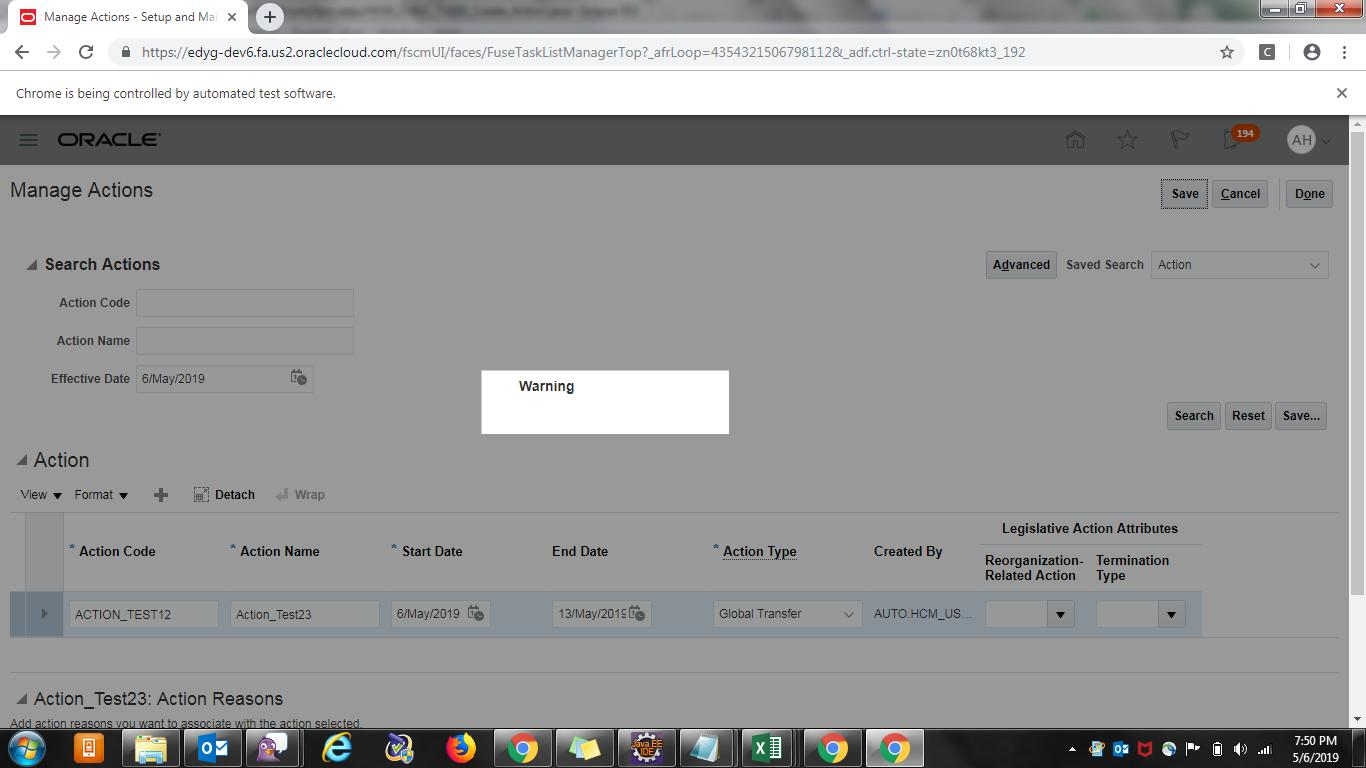 Manage Actions - Setup and Mai
https://edyg-dev6.fa.us2.oraclecloud.com/fscmUI/faces/FuseTaskListManagerTop?_afrLoop=43543215067981112&_adf.ctrl-state=zn0t68kt3_192
C
Chrome is being controlled by automated test software.
ORACLE
194
AH
Manage Actions
Save Cancel Done
Search Actions
Advanced Saved Search Action
Action Code
Action Name
Effective Date 6/May/2019
Warning
Search Reset Save...
Action
View Format Detach Wrap
Legislative Action Attributes
* Action Code * Action Name * Start Date End Date * Action Type Created By
Reorganization-Related Action Termination Type
ACTION_TEST12 Action_Test23 6/May/2019 13/May/2019 Global Transfer AUTO.HCM_US...
Action_Test23: Action Reasons
Add action reasons you want to associate with the action selected.
Java EE
IDE
7:50 PM
5/6/2019